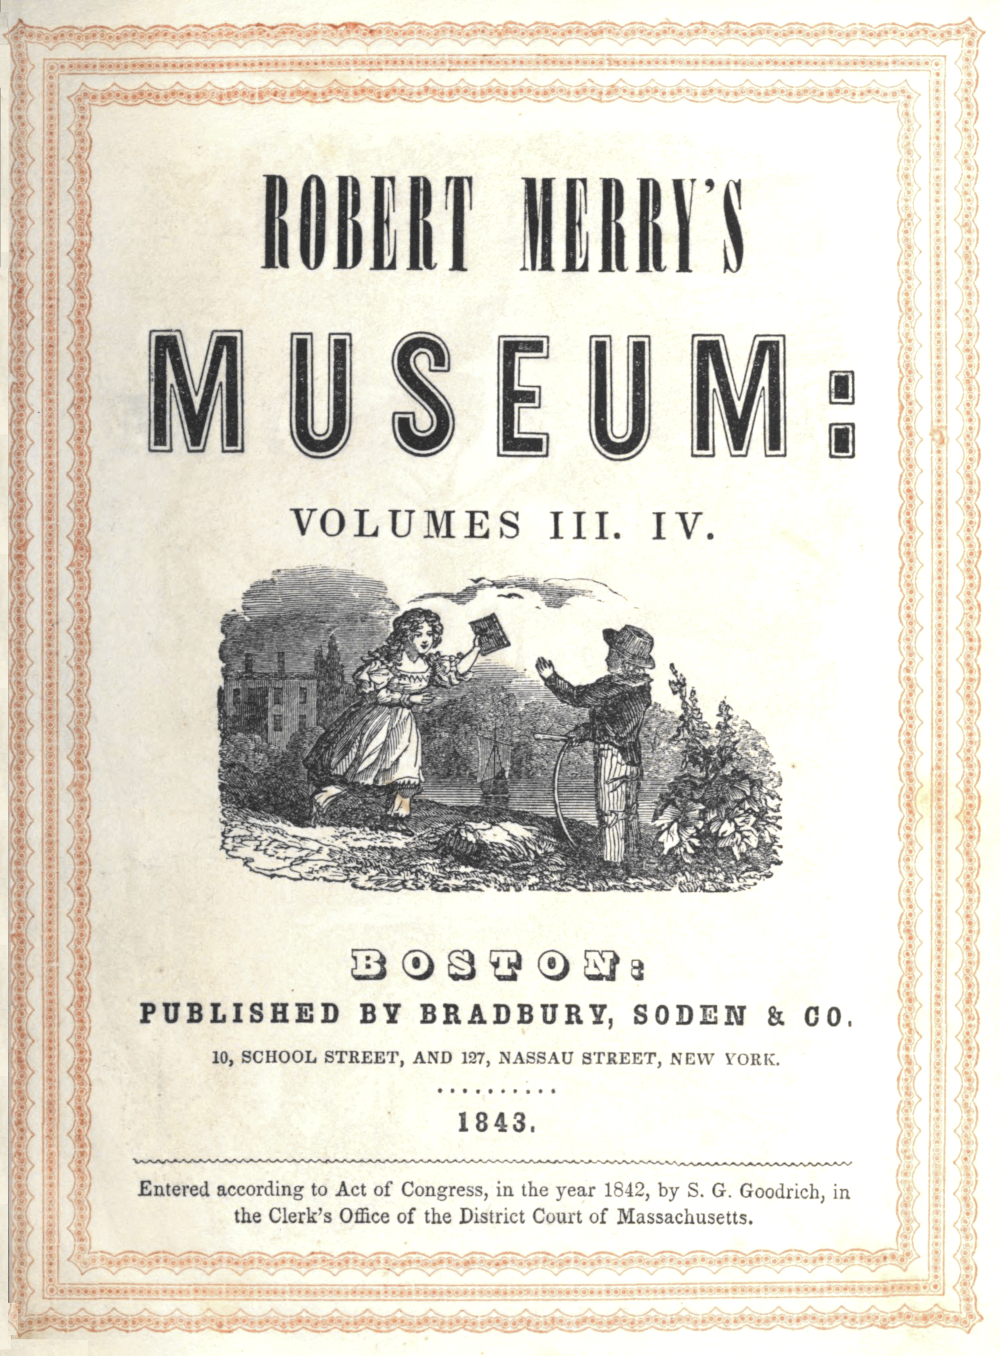 ROBERT MERRY'S
MUSEUM:
VOLUMES III. IV.
BOSTON:
PUBLISHED BY BRADBURY, SODEN & CO.
10, SCHOOL STREET, AND 127, NASSAU STREET, NEW YORK.
..........
1843.
Entered according to Act of Congress, in the year 1842, by S. G. Goodrich, in
the Clerk's Office of the District Court of Massachusetts.